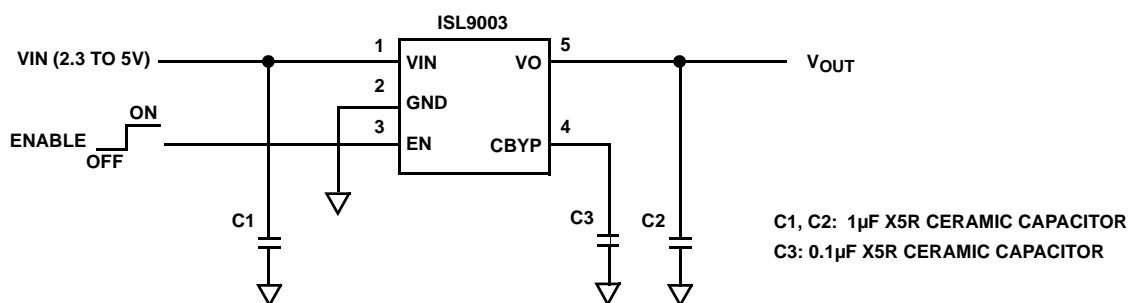 ISL9003
VIN (2.3 TO 5V)
1
VIN
VO
5
VOUT
2
GND
ENABLE
ON
OFF
3
EN
CBYP
4
C1
C3
C2
C1, C2: 1µF X5R CERAMIC CAPACITOR
C3: 0.1µF X5R CERAMIC CAPACITOR